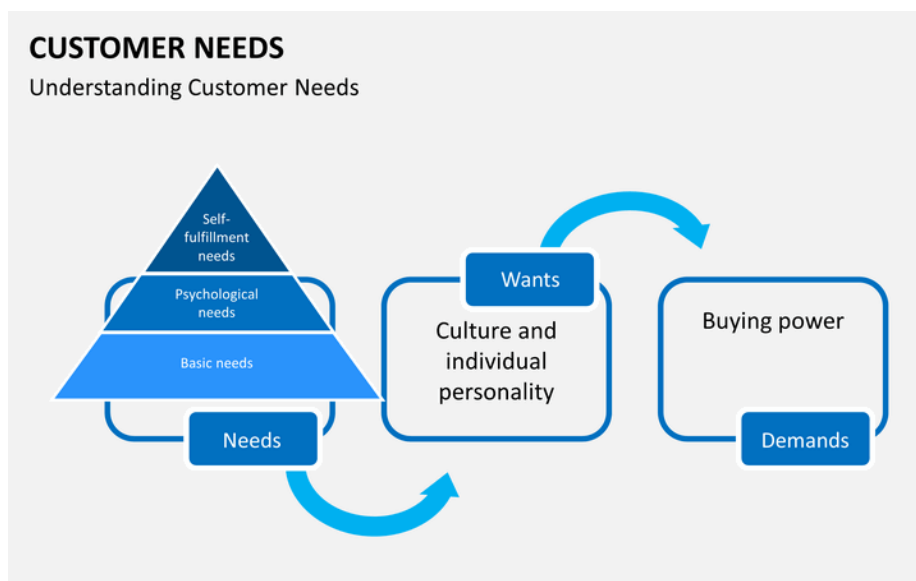 CUSTOMER NEEDS
Understanding Customer Needs
Self-
fulfillment
needs
Psychological
needs
Basic needs
Needs
Wants
Culture and
individual
personality
Buying power
Demands